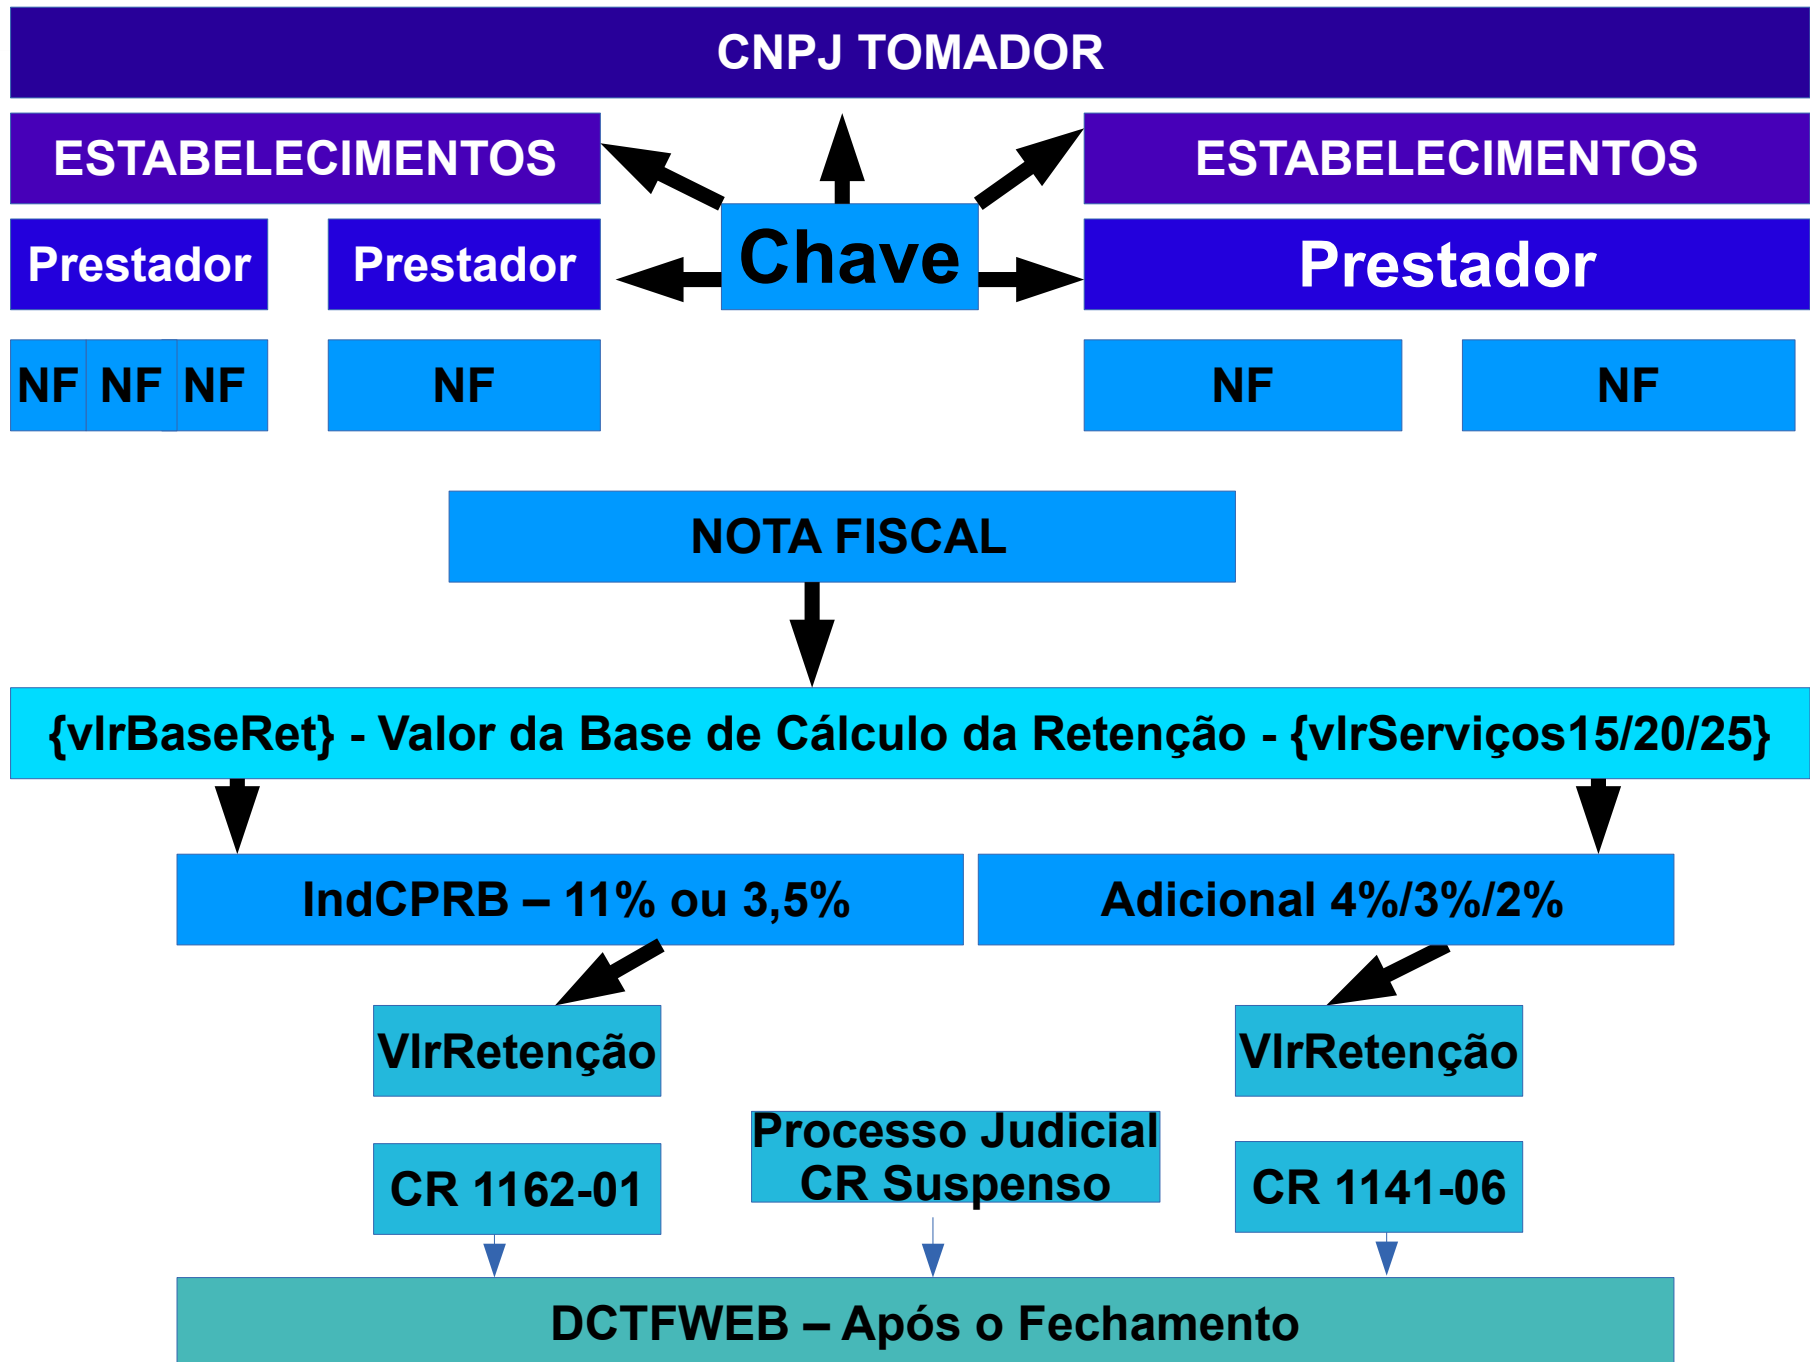 CNPJ TOMADOR
ESTABELECIMENTOS
ESTABELECIMENTOS
Prestador
Prestador
Chave
Prestador
NF
NF
NF
NF
NF
NF
NOTA FISCAL
{vlrBaseRet} - Valor da Base de Cálculo da Retenção - {vlrServiços15/20/25}
IndCPRB – 11% ou 3,5%
Adicional 4%/3%/2%
VlrRetenção
VlrRetenção
Processo Judicial
CR Suspenso
CR 1162-01
CR 1141-06
DCTFWEB – Após o Fechamento